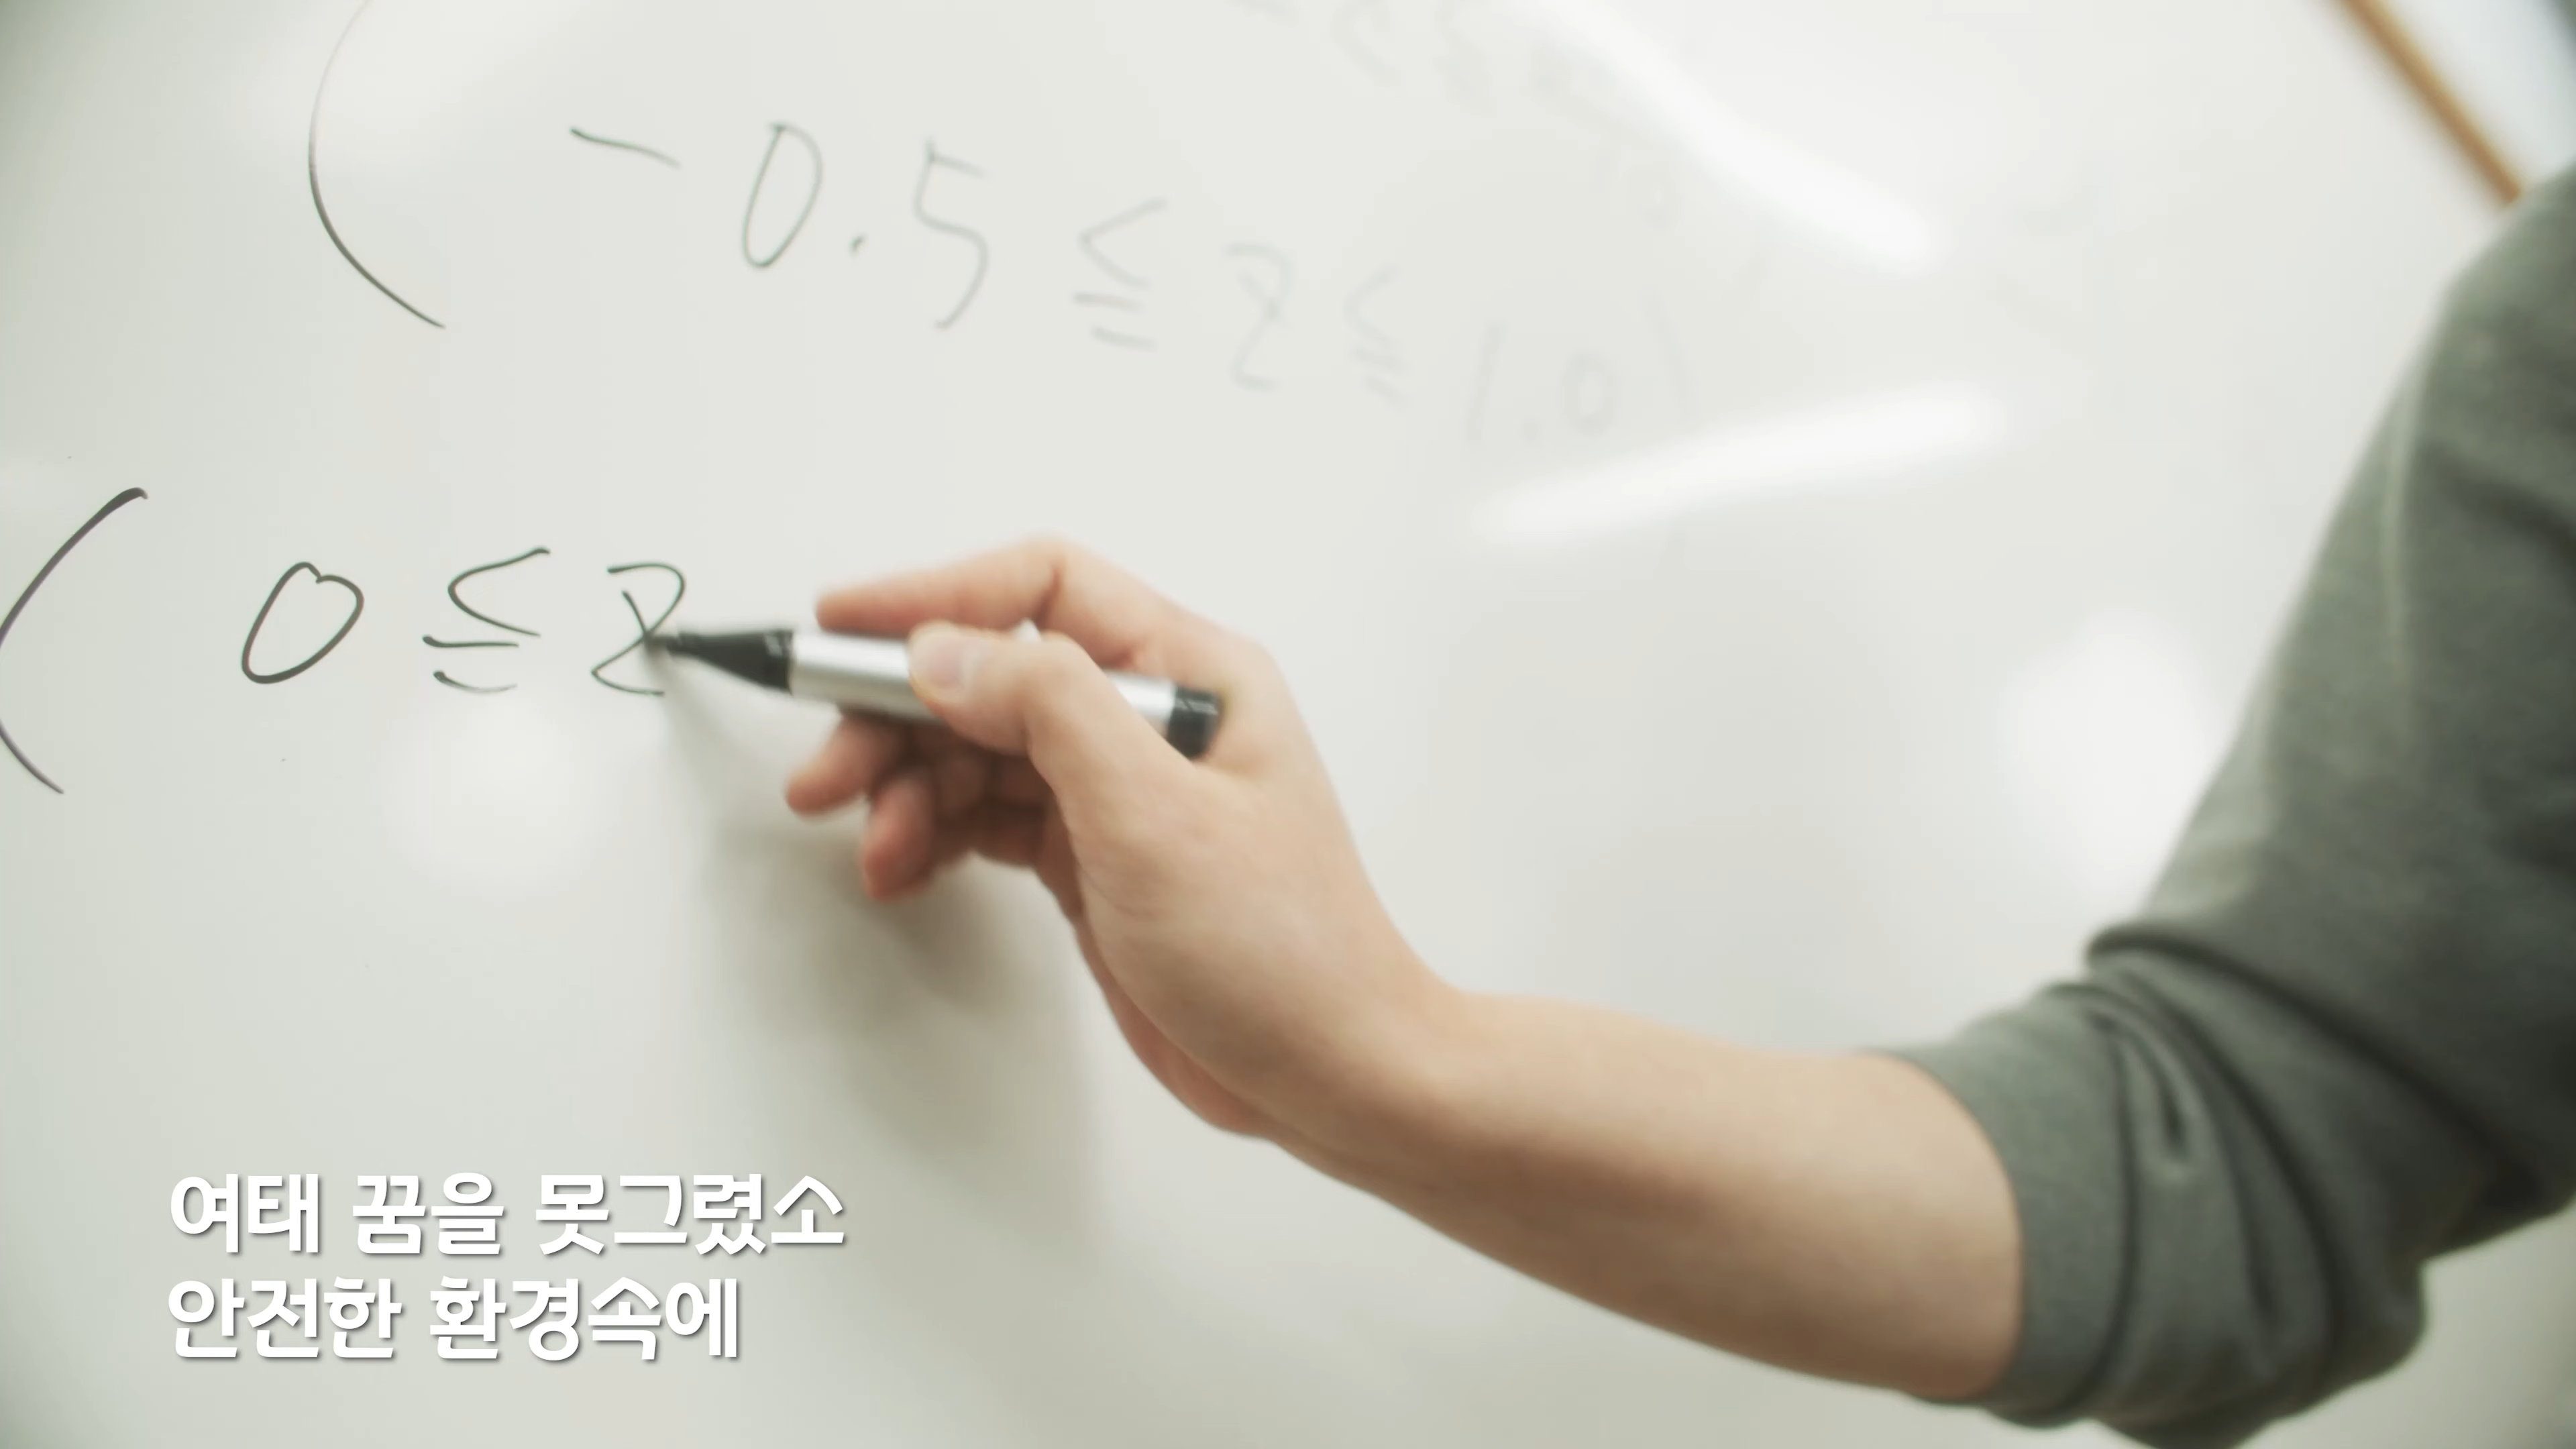 ( -0.5 ≦ z ≦ 1.0 )
( 0 ≦ z
여태 꿈을 못그렸소
안전한 환경속에